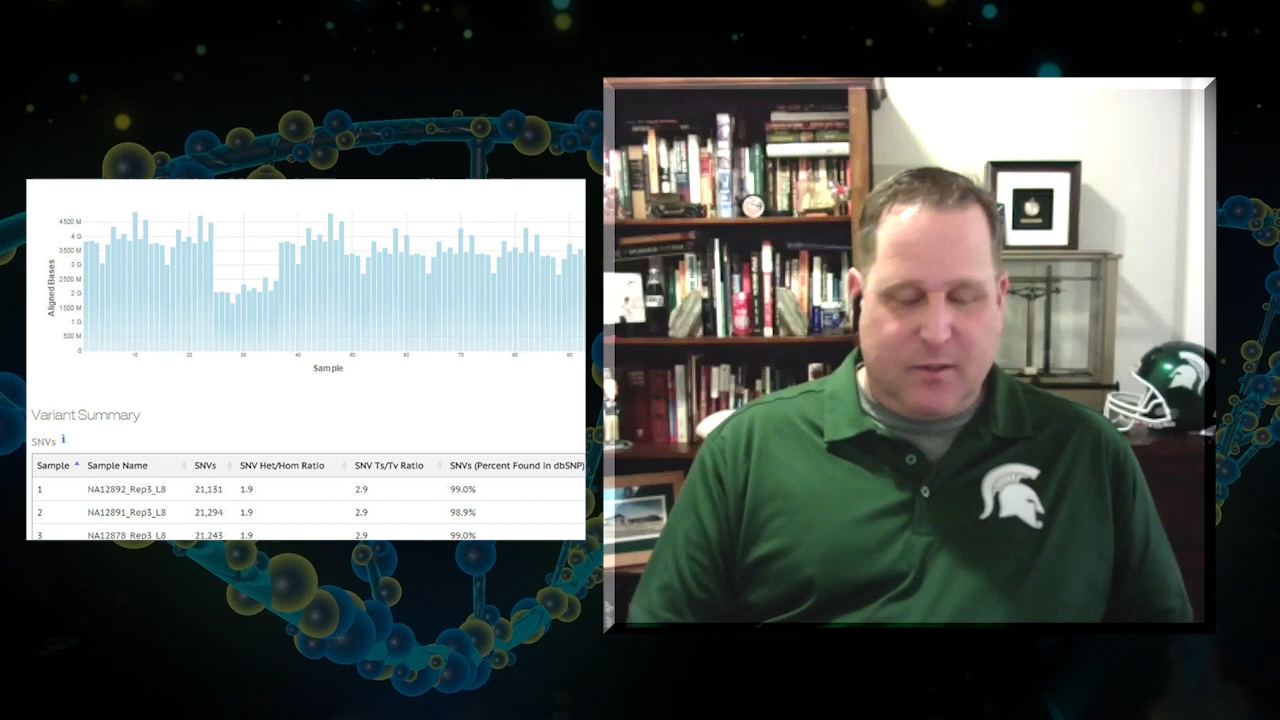 4500 M
4 G
3500 M
3 G
2500 M
2 G
1500 M
1 G
500 M
0
Aligned Bases
10 20 30 40 50 60 70 80 90
Sample
Variant Summary
SNVs i
Sample Sample Name SNVs SNV Het/Hom Ratio SNV Ts/Tv Ratio SNVs (Percent Found in dbSNP)
1 NA12892_Rep3_L8 21,131 1.9 2.9 99.0%
2 NA12891_Rep3_L8 21,294 1.9 2.9 98.9%
3 NA12878_Rep3_L8 21,243 1.9 2.9 99.0%